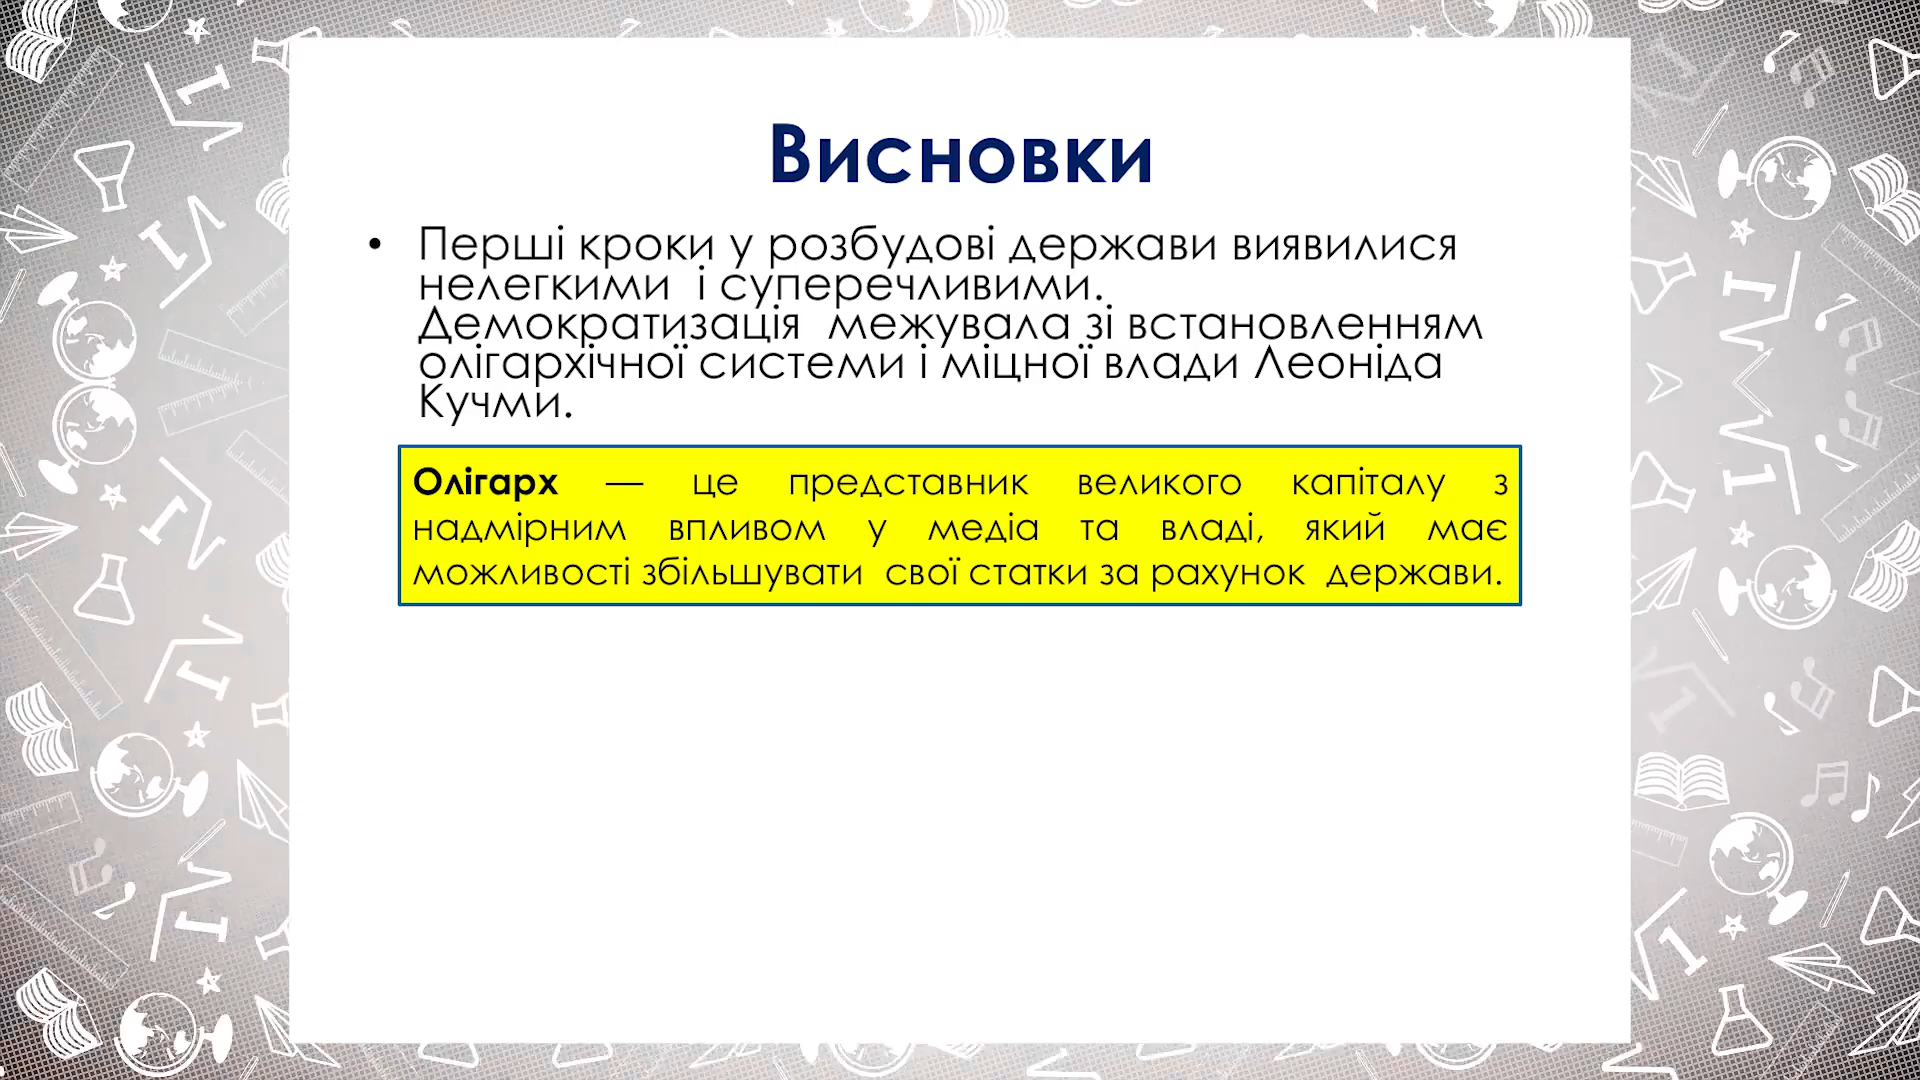 Висновки
• Перші кроки у розбудові держави виявилися
нелегкими і суперечливими.
Демократизація межувала зі встановленням
олігархічної системи і міцної влади Леоніда
Кучми.
Олігарх — це представник великого капіталу з
надмірним впливом у медіа та владі, який має
можливості збільшувати свої статки за рахунок держави.